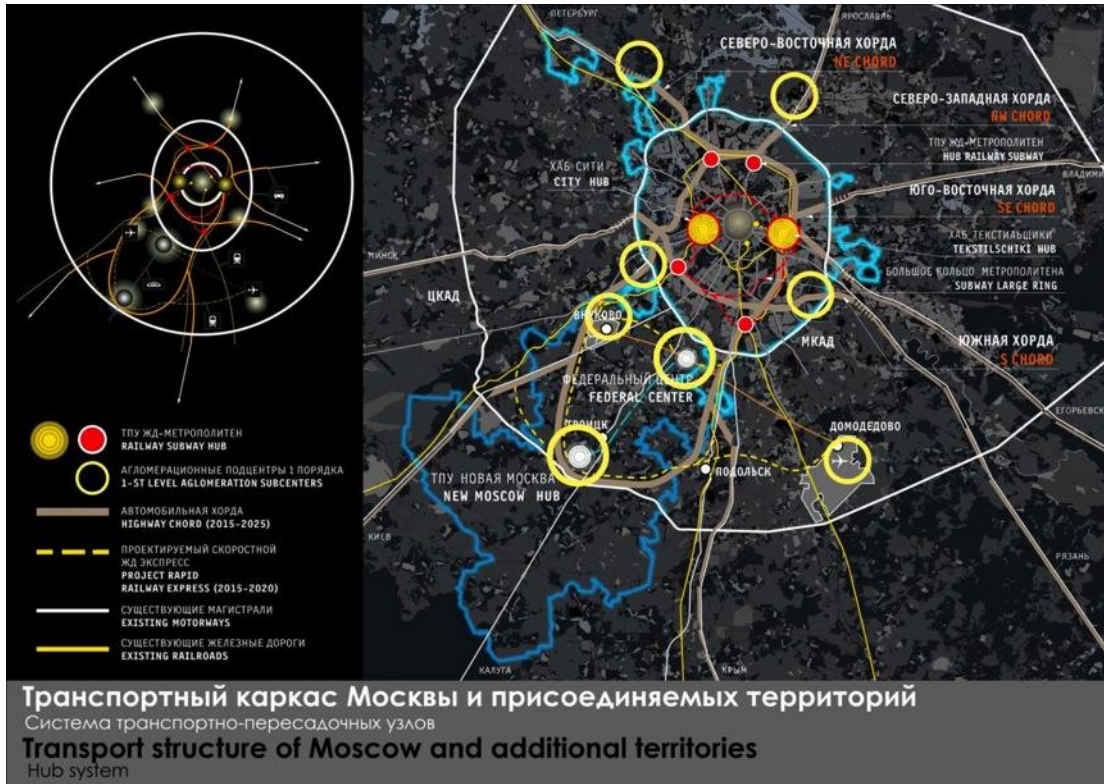 ПЕТЕРБУРГ
ЯРОСЛАВЛЬ
СЕВЕРО-ВОСТОЧНАЯ ХОРДА
NE CHORD
СЕВЕРО-ЗАПАДНАЯ ХОРДА
NW CHORD
ТПУ ЖД-МЕТРОПОЛИТЕН
HUB RAILWAY SUBWAY
ХАБ СИТИ
CITY HUB
ВЛАДИМИ
ЮГО-ВОСТОЧНАЯ ХОРДА
SE CHORD
ХАБ ТЕКСТИЛЬЩИКИ
TEKSTILSCHIKI HUB
МИНСК
БОЛЬШОЕ КОЛЬЦО МЕТРОПОЛИТЕНА
SUBWAY LARGE RING
ЦКАД
ВНУКОВО
МКАД
ЮЖНАЯ ХОРДА
S CHORD
ФЕДЕРАЛЬНЫЙ ЦЕНТР
FEDERAL CENTER
ЕГОРЬЕВСК
ТРОИЦК
ДОМОДЕДОВО
ПОДОЛЬСК
ТПУ НОВАЯ МОСКВА
NEW MOSCOW HUB
КИЕВ
РЯЗАНЬ
КАЛУГА
КРЫМ
ТПУ ЖД-МЕТРОПОЛИТЕН
RAILWAY SUBWAY HUB
АГЛОМЕРАЦИОННЫЕ ПОДЦЕНТРЫ 1 ПОРЯДКА
1-ST LEVEL AGLOMERATION SUBCENTERS
АВТОМОБИЛЬНАЯ ХОРДА
HIGHWAY CHORD (2015-2025)
ПРОЕКТИРУЕМЫЙ СКОРОСТНОЙ
ЖД ЭКСПРЕСС
PROJECT RAPID
RAILWAY EXPRESS (2015-2020)
СУЩЕСТВУЮЩИЕ МАГИСТРАЛИ
EXISTING MOTORWAYS
СУЩЕСТВУЮЩИЕ ЖЕЛЕЗНЫЕ ДОРОГИ
EXISTING RAILROADS
Транспортный каркас Москвы и присоединяемых территорий
Система транспортно-пересадочных узлов
Transport structure of Moscow and additional territories
Hub system